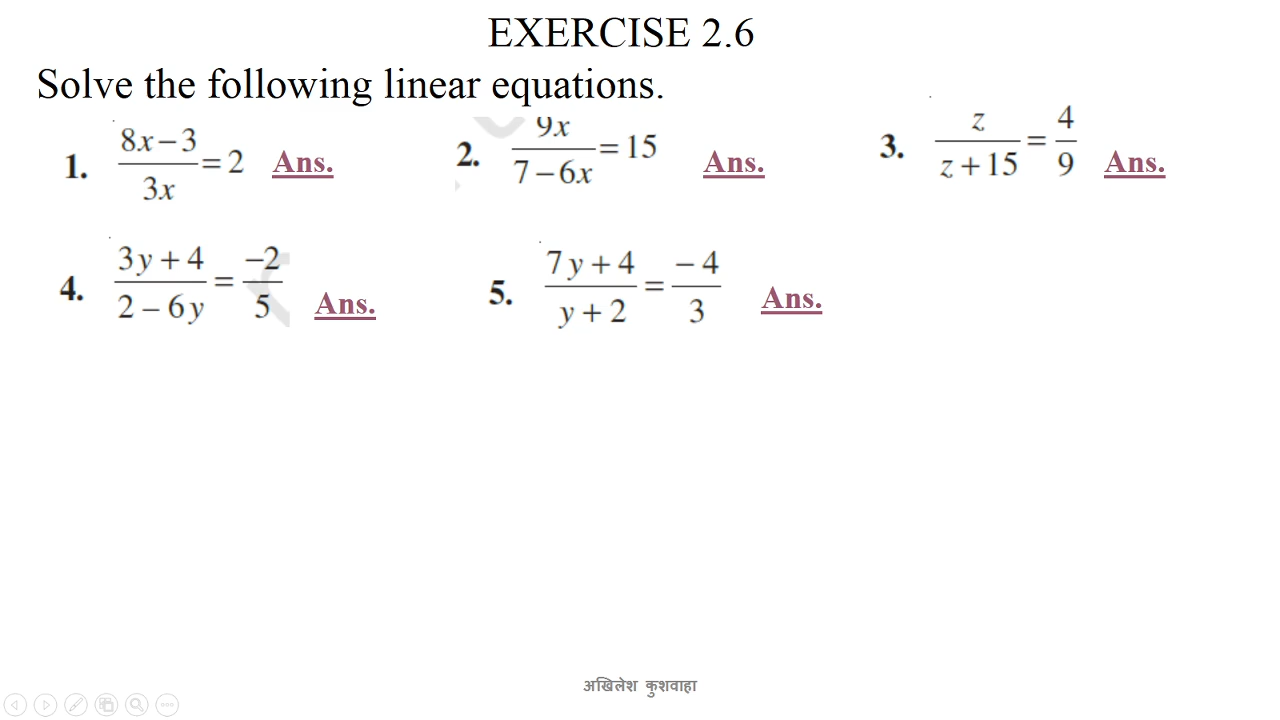 EXERCISE 2.6
Solve the following linear equations.
1. (8x – 3)/(3x) = 2 Ans.
2. 9x/(7 – 6x) = 15 Ans.
3. z/(z + 15) = 4/9 Ans.
4. (3y + 4)/(2 – 6y) = –2/5 Ans.
5. (7y + 4)/(y + 2) = –4/3 Ans.
अखिलेश कुशवाहा